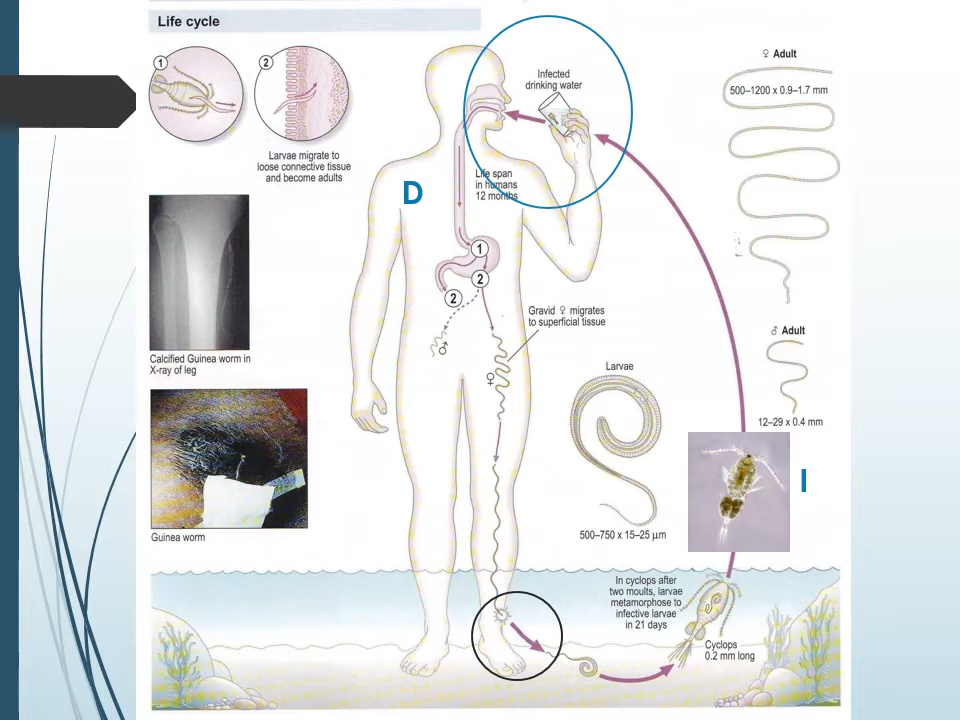 Life cycle
1
2
Larvae migrate to
loose connective tissue
and become adults
Infected
drinking water
♀ Adult
500–1200 x 0.9–1.7 mm
Life span
in humans
12 months
D
1
2
2
Gravid ♀ migrates
to superficial tissue
♂
♀
Calcified Guinea worm in
X-ray of leg
♂ Adult
12–29 x 0.4 mm
Larvae
500–750 x 15–25 µm
I
Guinea worm
In cyclops after
two moults, larvae
metamorphose to
infective larvae
in 21 days
Cyclops
0.2 mm long